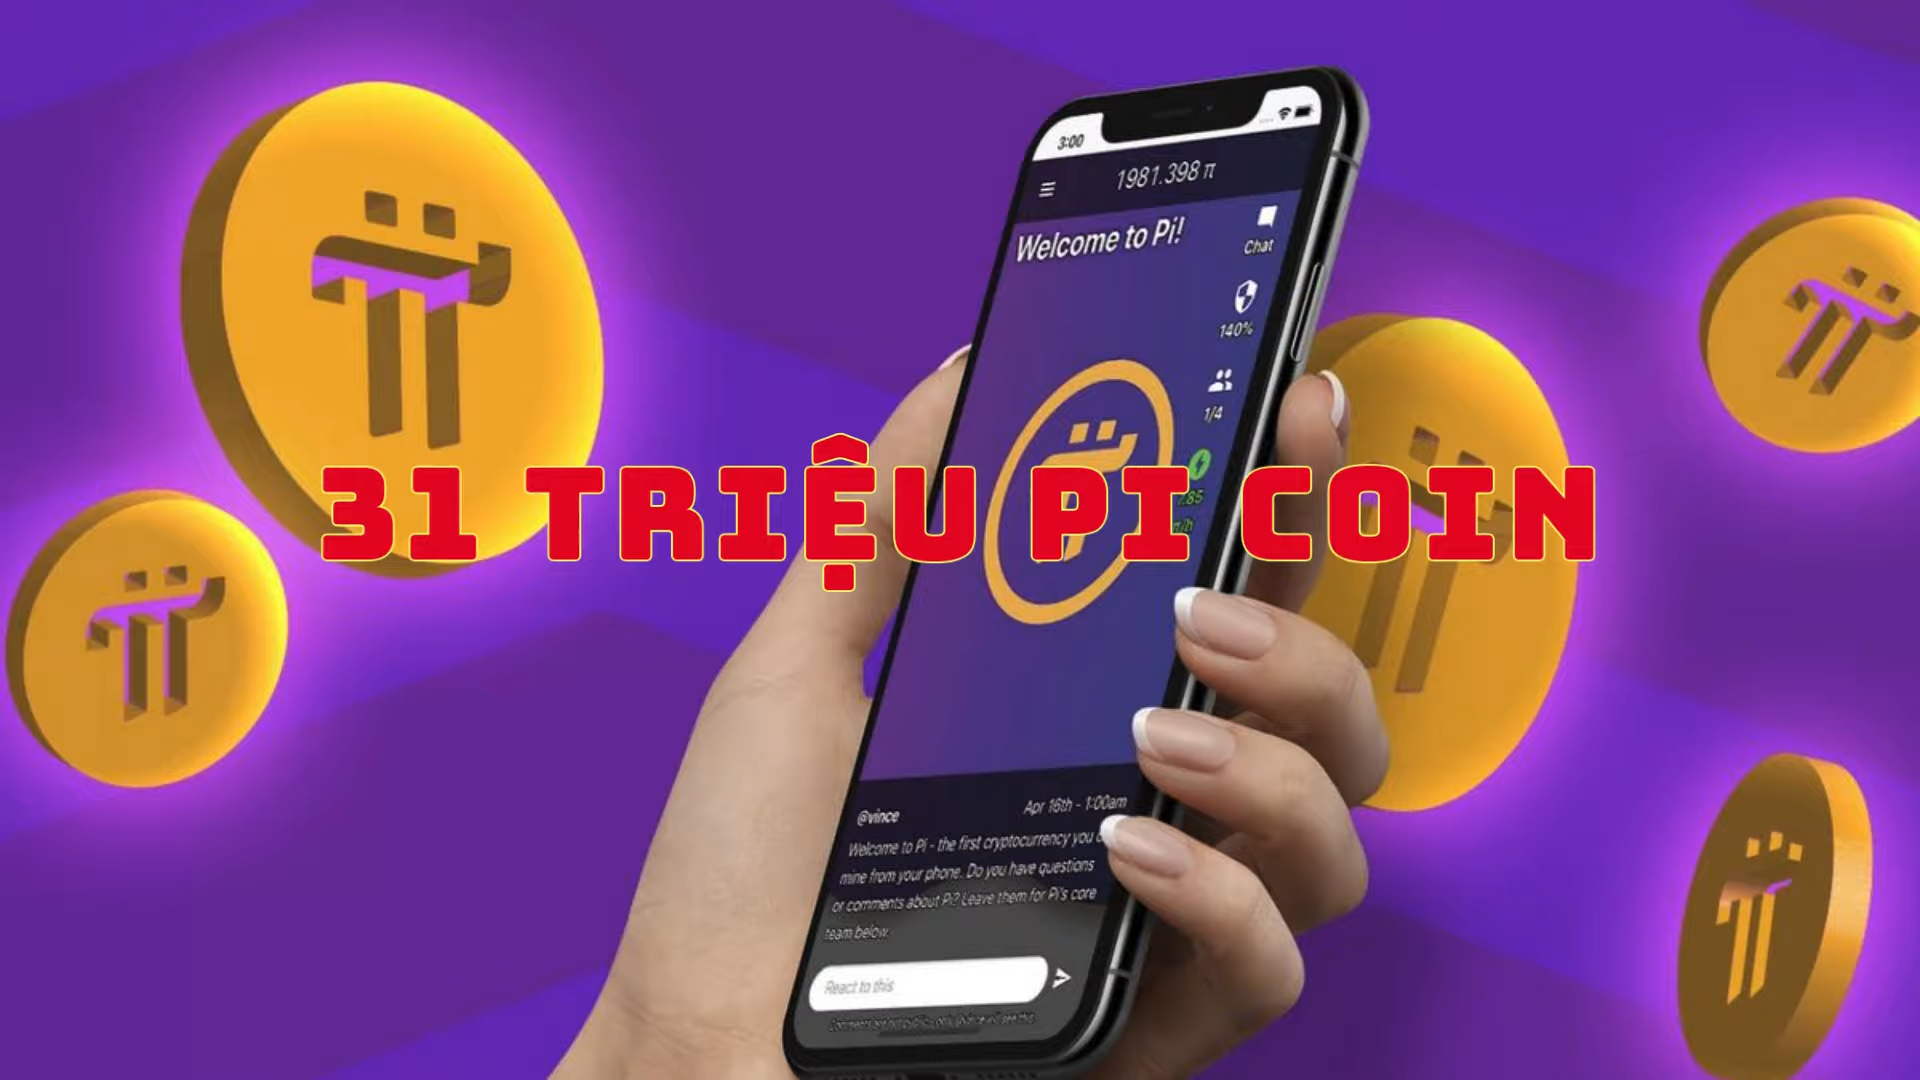 3:00
1981.398 π
Welcome to Pi!
Chat
140%
1/4
31 TRIỆU PI COIN
.85
π/h
@vince
Apr 16th - 1:00am
Welcome to Pi - the first cryptocurrency you
mine from your phone. Do you have questions
or comments about Pi? Leave them for Pi's core
team below.
React to this